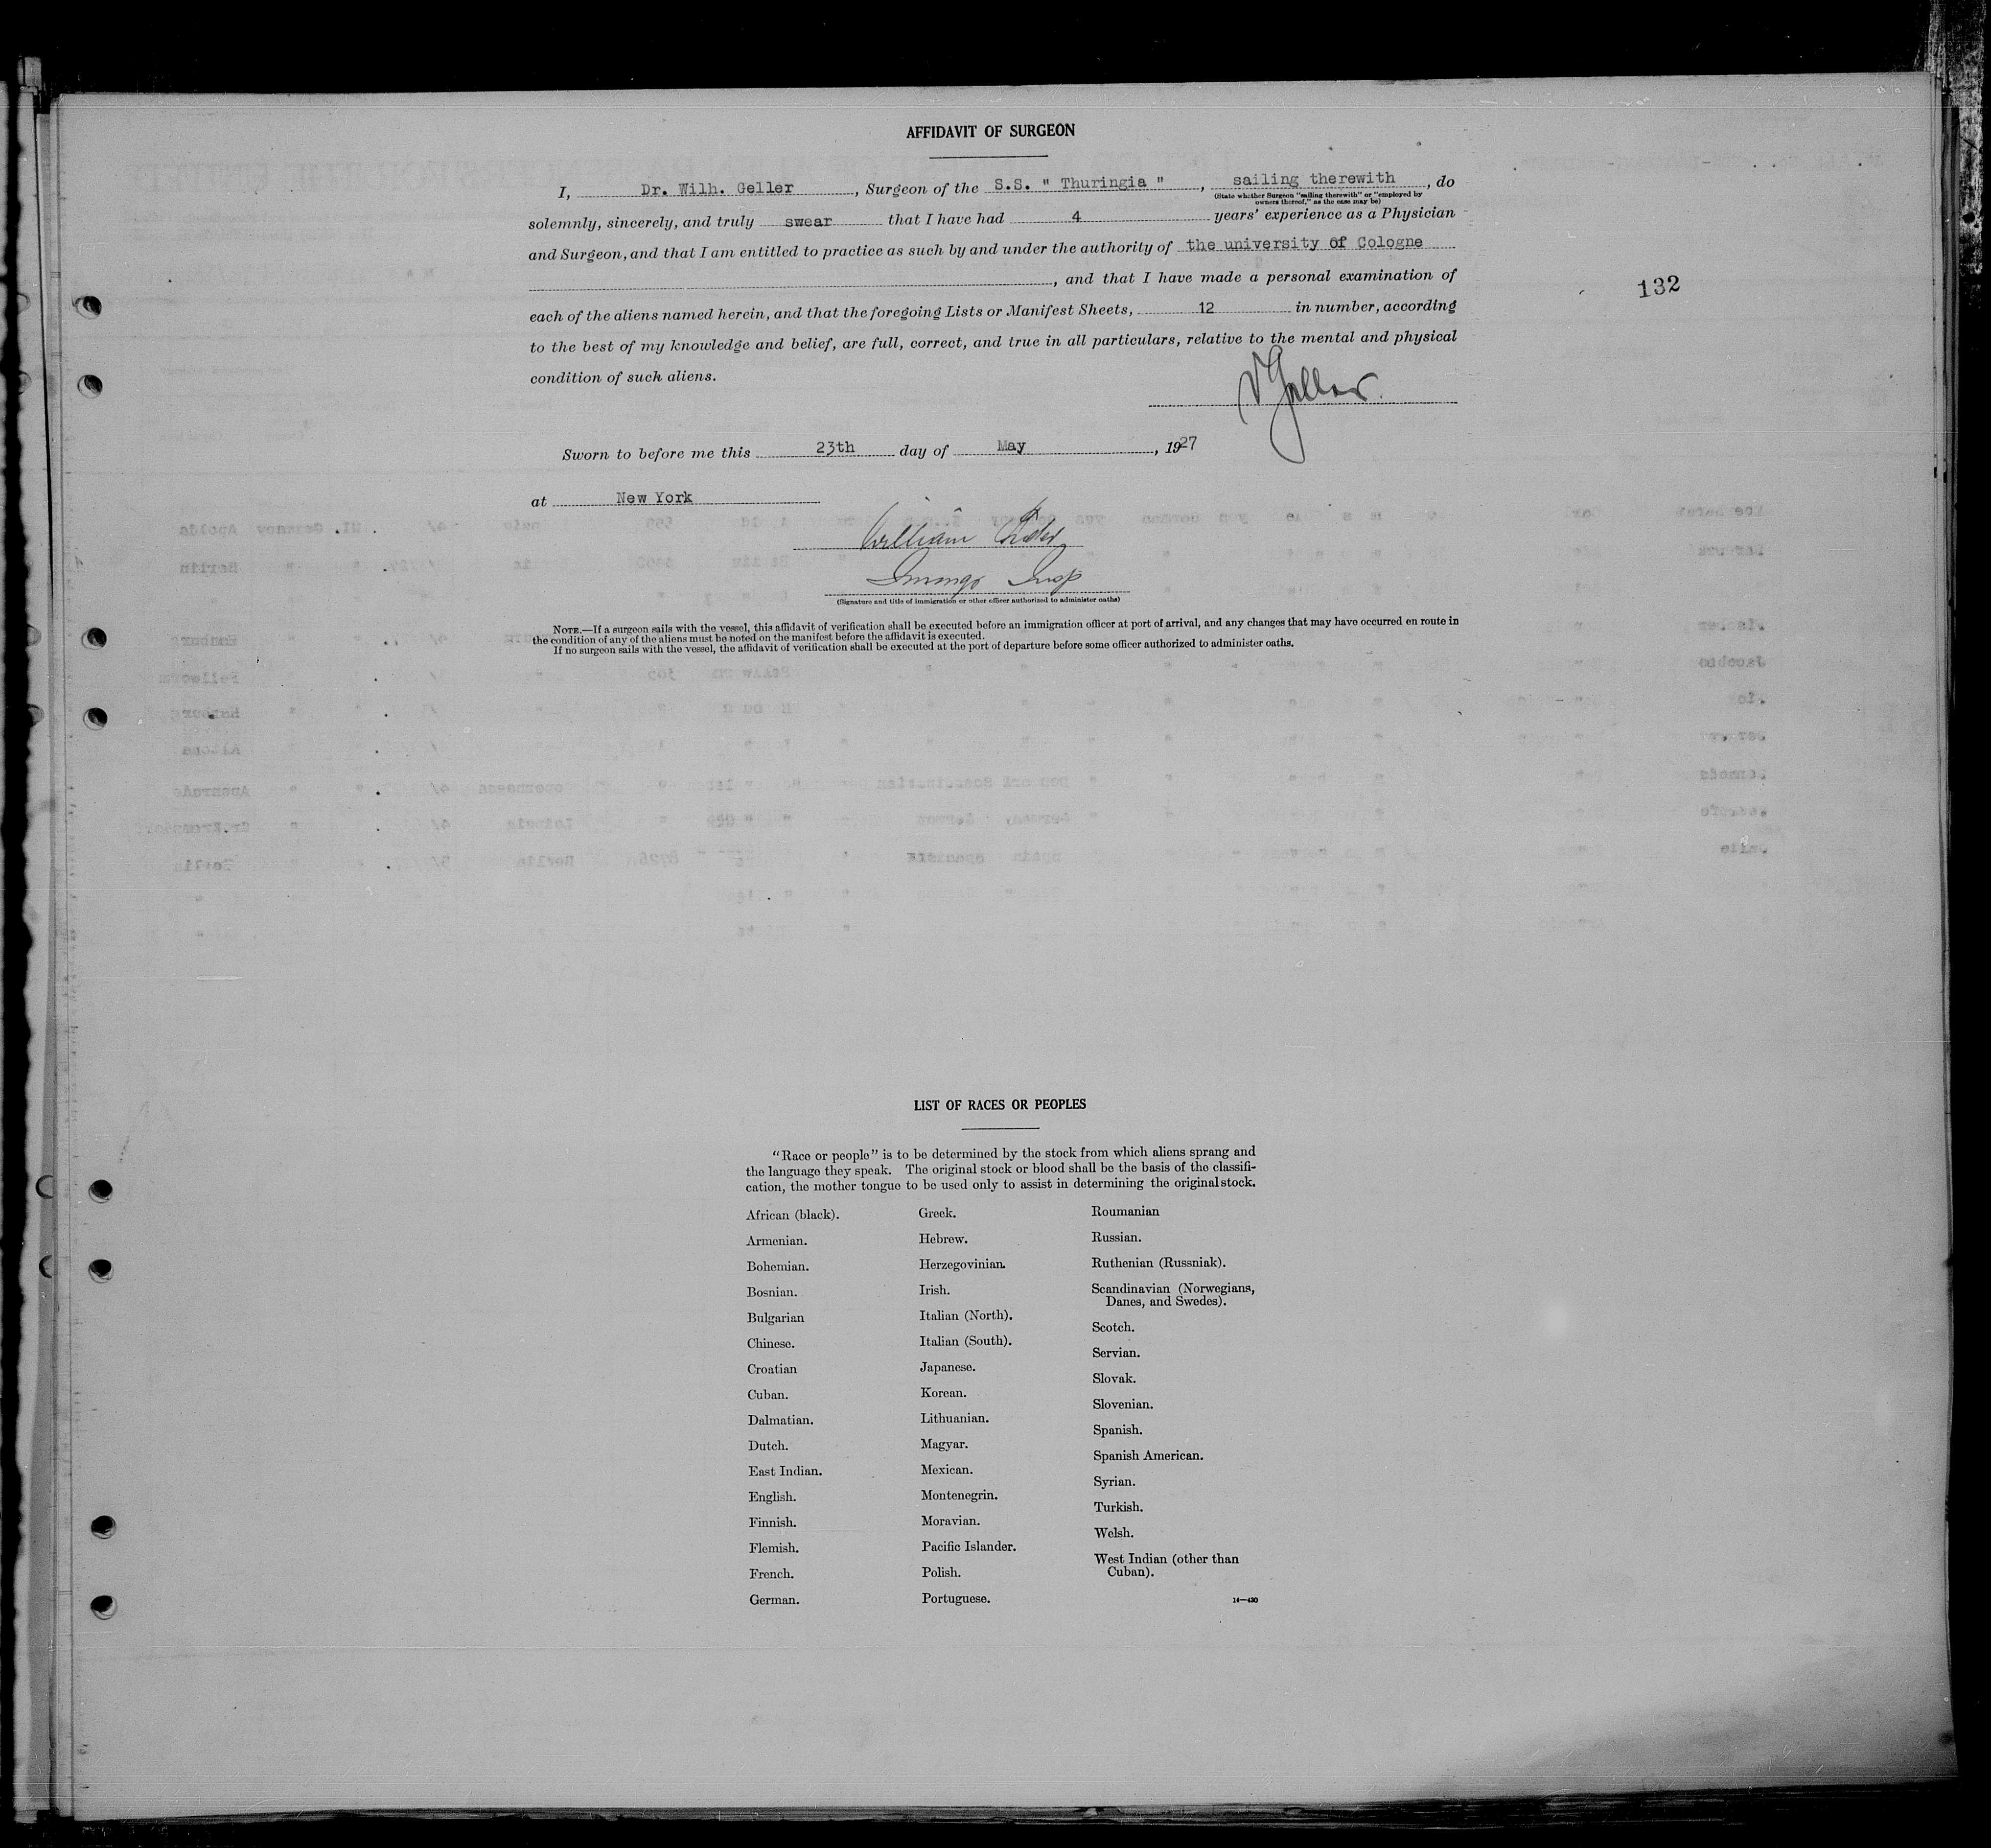 AFFIDAVIT OF SURGEON
I, Dr. Wilh. Geller, Surgeon of the S.S. " Thuringia ", sailing therewith, do
(State whether Surgeon "sailing therewith" or "employed by
owners thereof," as the case may be)
solemnly, sincerely, and truly swear that I have had 4 years' experience as a Physician
and Surgeon, and that I am entitled to practice as such by and under the authority of the university of Cologne
, and that I have made a personal examination of
132
each of the aliens named herein, and that the foregoing Lists or Manifest Sheets, 12 in number, according
to the best of my knowledge and belief, are full, correct, and true in all particulars, relative to the mental and physical
condition of such aliens.
Geller.
Sworn to before me this 23th day of May, 1927
at New York
William
Immgr Insp
(Signature and title of immigration or other officer authorized to administer oaths)
NOTE.—If a surgeon sails with the vessel, this affidavit of verification shall be executed before an immigration officer at port of arrival, and any changes that may have occurred en route in
the condition of any of the aliens must be noted on the manifest before the affidavit is executed.
If no surgeon sails with the vessel, the affidavit of verification shall be executed at the port of departure before some officer authorized to administer oaths.
LIST OF RACES OR PEOPLES
"Race or people" is to be determined by the stock from which aliens sprang and
the language they speak. The original stock or blood shall be the basis of the classifi-
cation, the mother tongue to be used only to assist in determining the original stock.
African (black).
Armenian.
Bohemian.
Bosnian.
Bulgarian
Chinese.
Croatian
Cuban.
Dalmatian.
Dutch.
East Indian.
English.
Finnish.
Flemish.
French.
German.
Greek.
Hebrew.
Herzegovinian.
Irish.
Italian (North).
Italian (South).
Japanese.
Korean.
Lithuanian.
Magyar.
Mexican.
Montenegrin.
Moravian.
Pacific Islander.
Polish.
Portuguese.
Roumanian
Russian.
Ruthenian (Russniak).
Scandinavian (Norwegians,
Danes, and Swedes).
Scotch.
Servian.
Slovak.
Slovenian.
Spanish.
Spanish American.
Syrian.
Turkish.
Welsh.
West Indian (other than
Cuban).
14—430